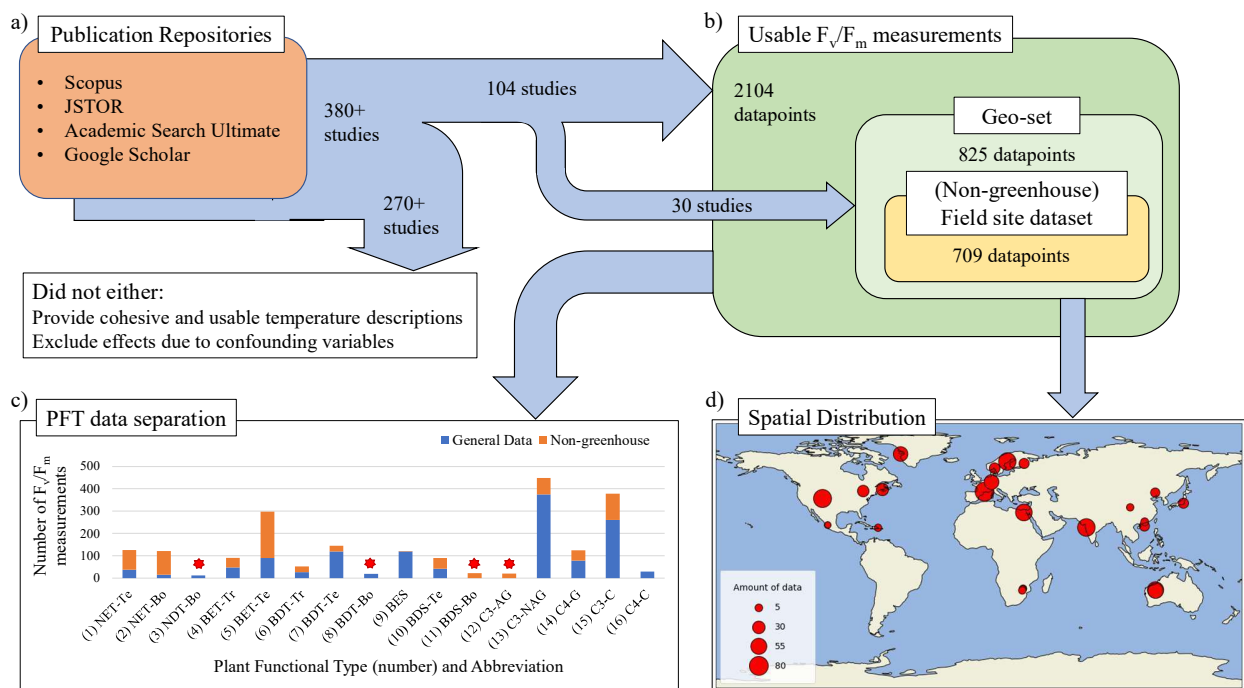 a)
Publication Repositories
• Scopus
• JSTOR
• Academic Search Ultimate
• Google Scholar
380+
studies
104 studies
270+
studies
30 studies
Did not either:
Provide cohesive and usable temperature descriptions
Exclude effects due to confounding variables
b)
Usable Fv/Fm measurements
2104
datapoints
Geo-set
825 datapoints
(Non-greenhouse)
Field site dataset
709 datapoints
c)
PFT data separation
General Data
Non-greenhouse
Number of Fv/Fm
measurements
500
400
300
200
100
0
(1) NET-Te
(2) NET-Bo
(3) NDT-Bo
(4) BET-Tr
(5) BET-Te
(6) BDT-Tr
(7) BDT-Te
(8) BDT-Bo
(9) BES
(10) BDS-Te
(11) BDS-Bo
(12) C3-AG
(13) C3-NAG
(14) C4-G
(15) C3-C
(16) C4-C
Plant Functional Type (number) and Abbreviation
d)
Spatial Distribution
Amount of data
5
30
55
80